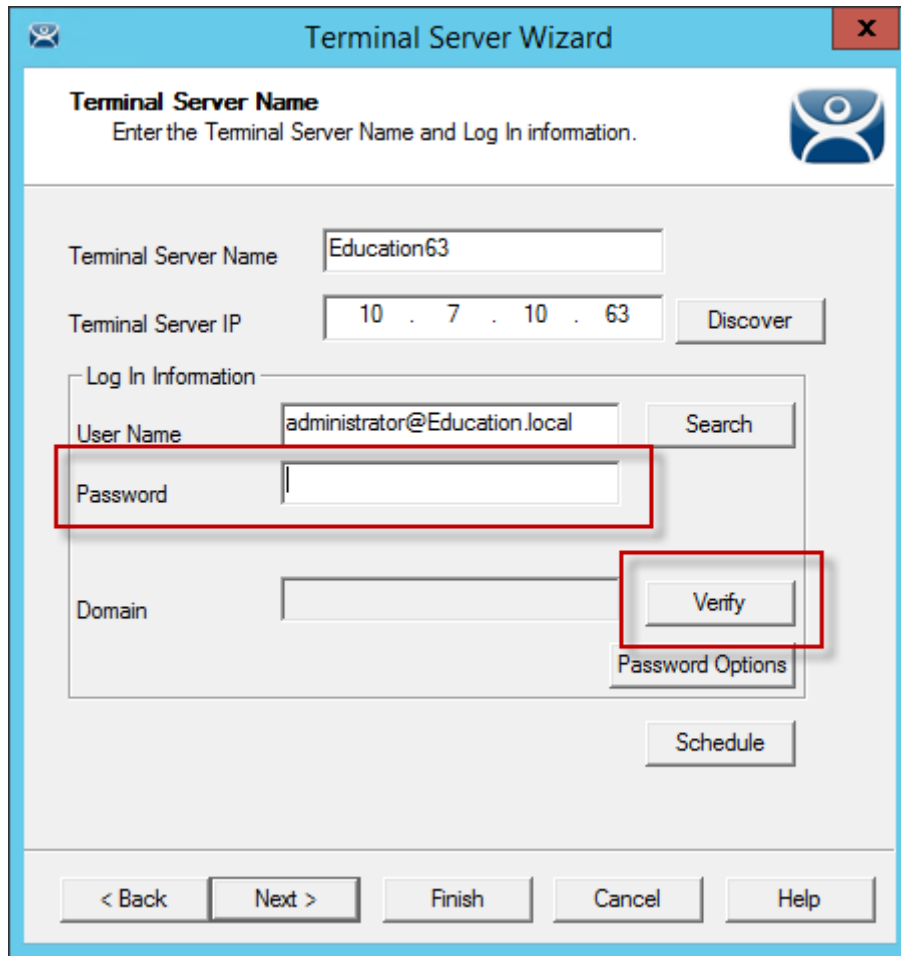 Terminal Server Wizard
x
Terminal Server Name
Enter the Terminal Server Name and Log In information.
Terminal Server Name Education63
Terminal Server IP 10 . 7 . 10 . 63 Discover
Log In Information
User Name administrator@Education.local Search
Password
Domain Verify
Password Options
Schedule
< Back Next > Finish Cancel Help